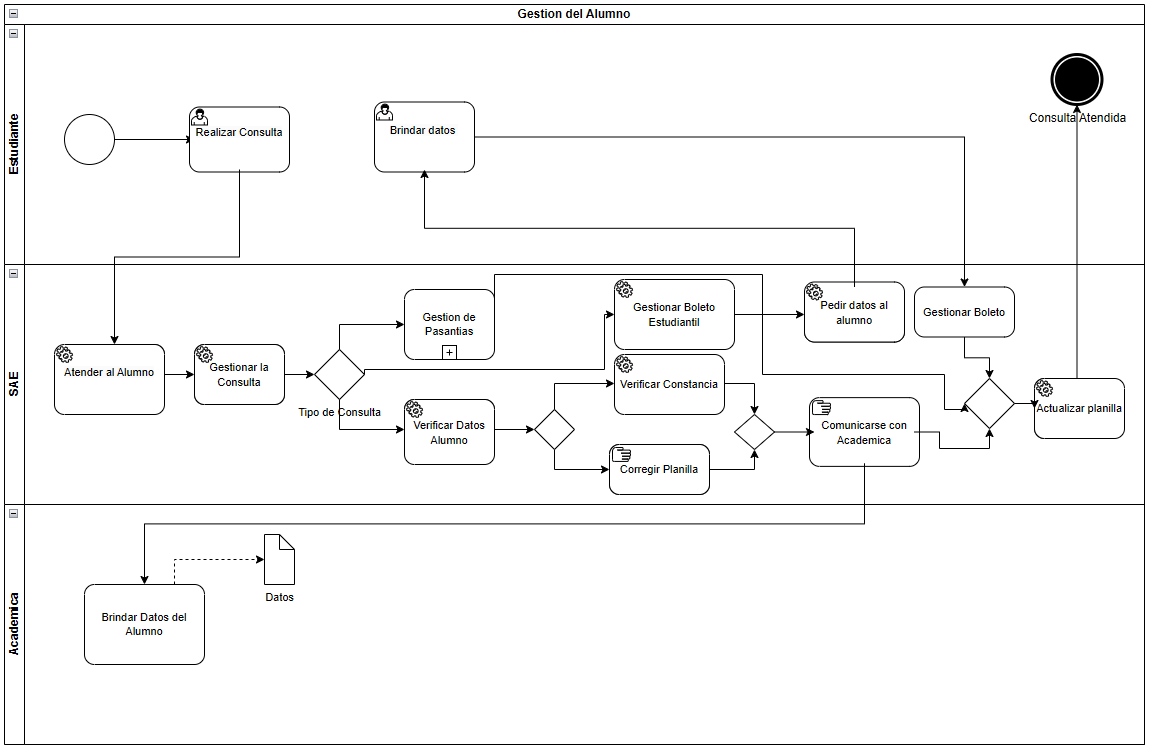 Gestion del Alumno
Estudiante
Realizar Consulta
Brindar datos
Consulta Atendida
SAE
Atender al Alumno
Gestionar la
Consulta
Tipo de Consulta
Gestion de
Pasantias
Gestionar Boleto
Estudiantil
Pedir datos al
alumno
Gestionar Boleto
Verificar Datos
Alumno
Verificar Constancia
Corregir Planilla
Comunicarse con
Academica
Actualizar planilla
Academica
Brindar Datos del
Alumno
Datos